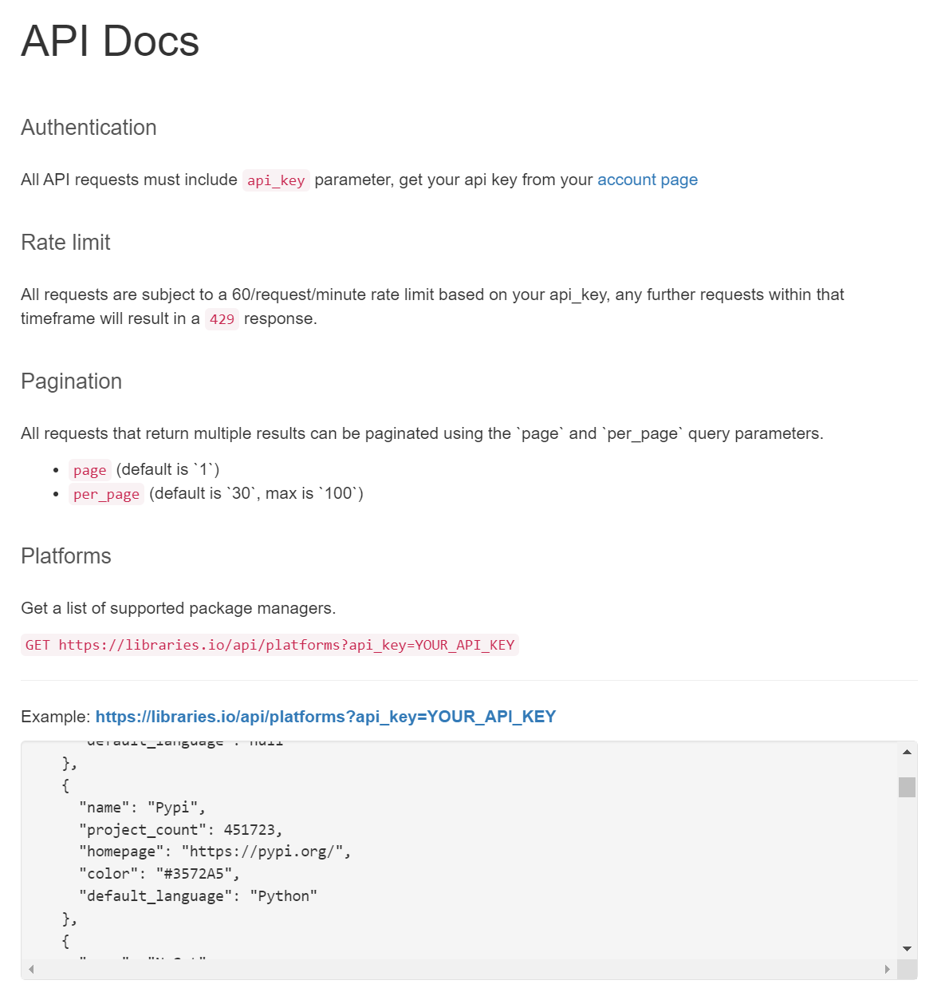 API Docs
Authentication
All API requests must include api_key parameter, get your api key from your account page
Rate limit
All requests are subject to a 60/request/minute rate limit based on your api_key, any further requests within that
timeframe will result in a 429 response.
Pagination
All requests that return multiple results can be paginated using the `page` and `per_page` query parameters.
• page (default is `1`)
• per_page (default is `30`, max is `100`)
Platforms
Get a list of supported package managers.
GET https://libraries.io/api/platforms?api_key=YOUR_API_KEY
Example: https://libraries.io/api/platforms?api_key=YOUR_API_KEY
"default_language": null
},
{
"name": "Pypi",
"project_count": 451723,
"homepage": "https://pypi.org/",
"color": "#3572A5",
"default_language": "Python"
},
{